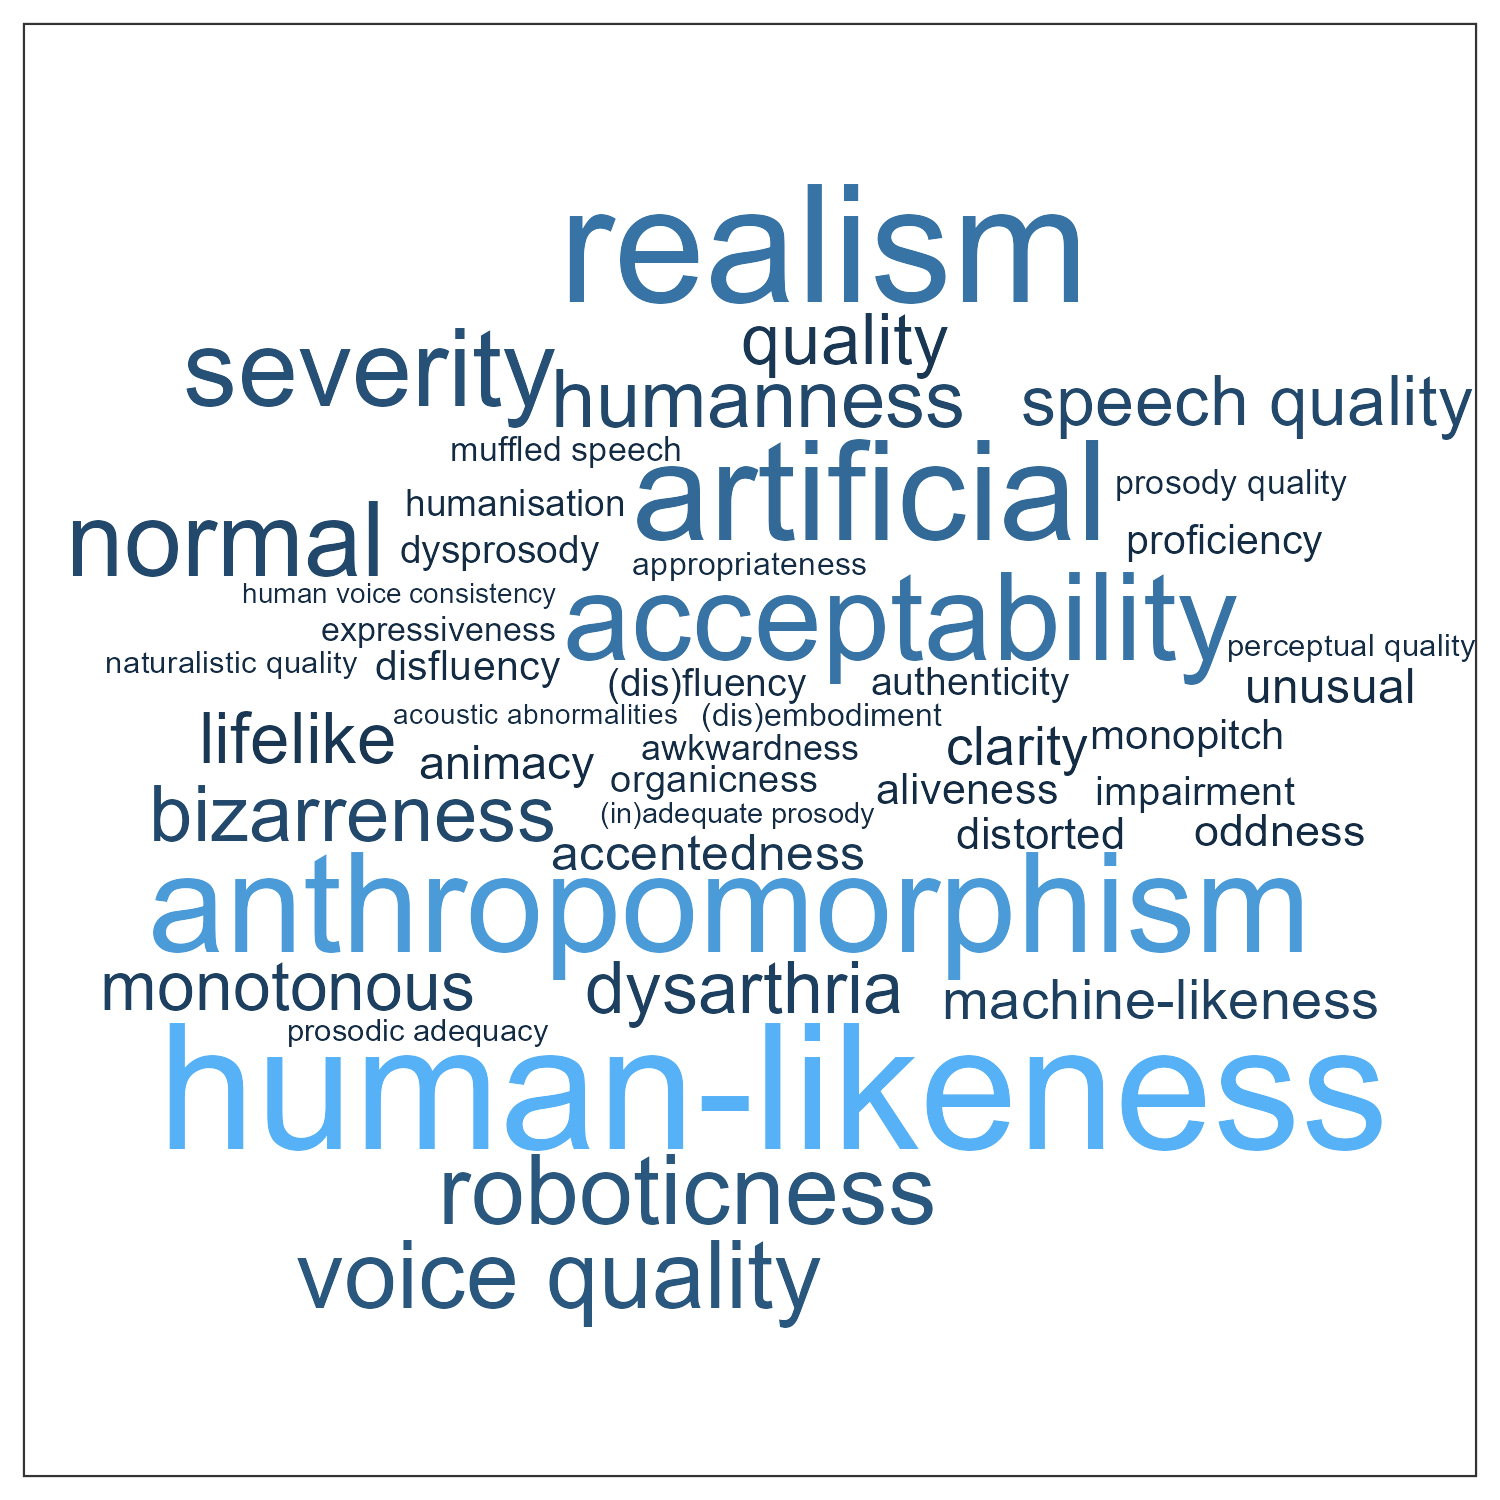 realism
quality
severity
humanness
speech quality
muffled speech
artificial
prosody quality
humanisation
normal
dysprosody
proficiency
appropriateness
human voice consistency
acceptability
expressiveness
perceptual quality
naturalistic quality
disfluency
(dis)fluency
authenticity
unusual
acoustic abnormalities
(dis)embodiment
lifelike
animacy
awkwardness
clarity
monopitch
organicness
aliveness
impairment
bizarreness
(in)adequate prosody
distorted
oddness
accentedness
anthropomorphism
monotonous
dysarthria
machine-likeness
prosodic adequacy
human-likeness
roboticness
voice quality